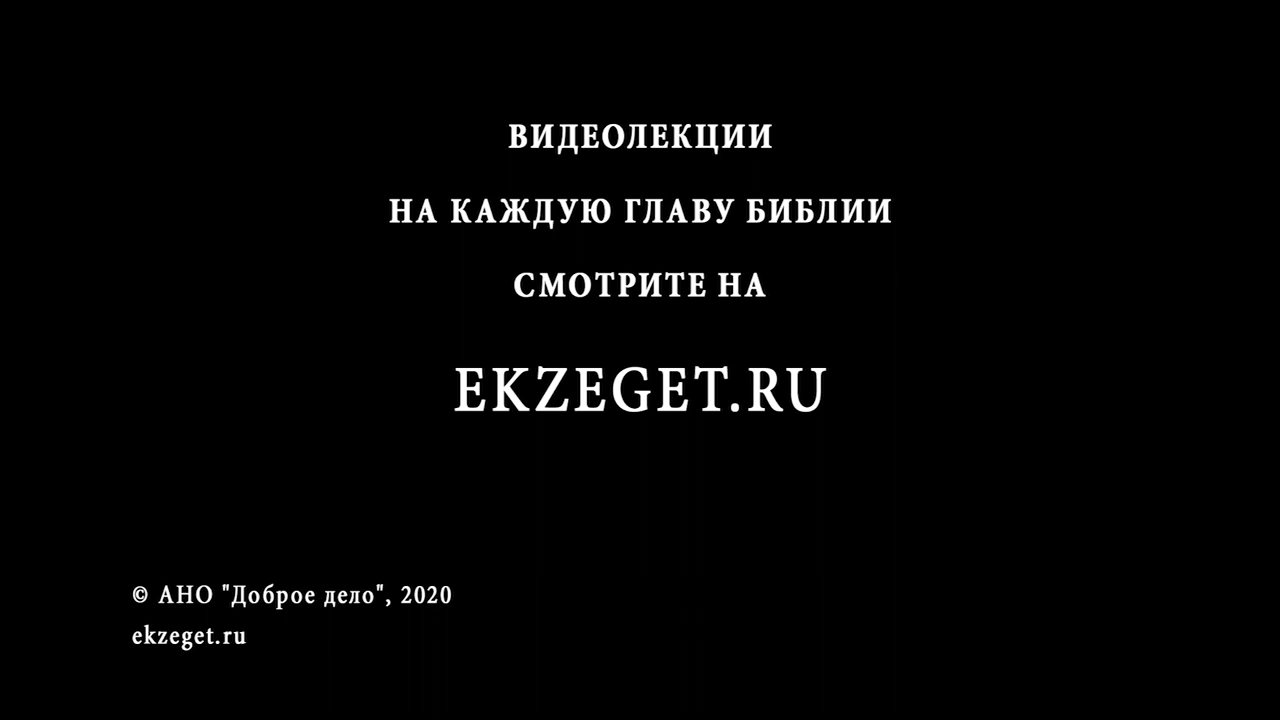 ВИДЕОЛЕКЦИИ
НА КАЖДУЮ ГЛАВУ БИБЛИИ
СМОТРИТЕ НА
EKZEGET.RU
© АНО "Доброе дело", 2020
ekzeget.ru